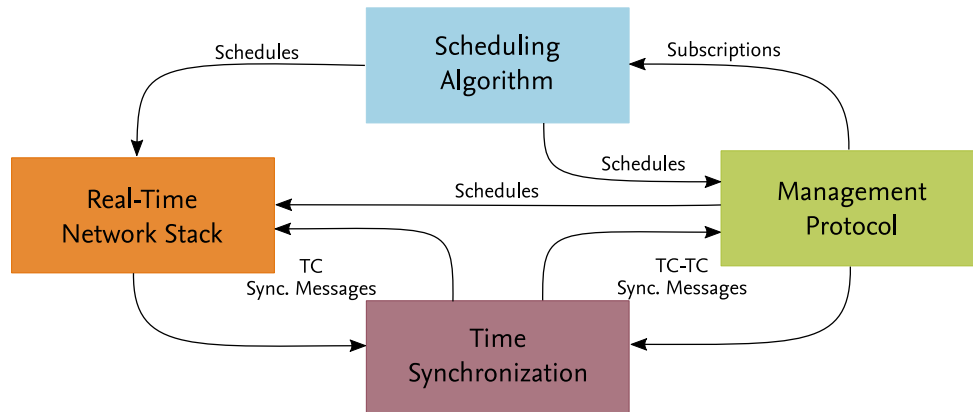 Scheduling
Algorithm
Schedules
Subscriptions
Schedules
Schedules
Real-Time
Network Stack
Management
Protocol
TC
Sync. Messages
TC-TC
Sync. Messages
Time
Synchronization